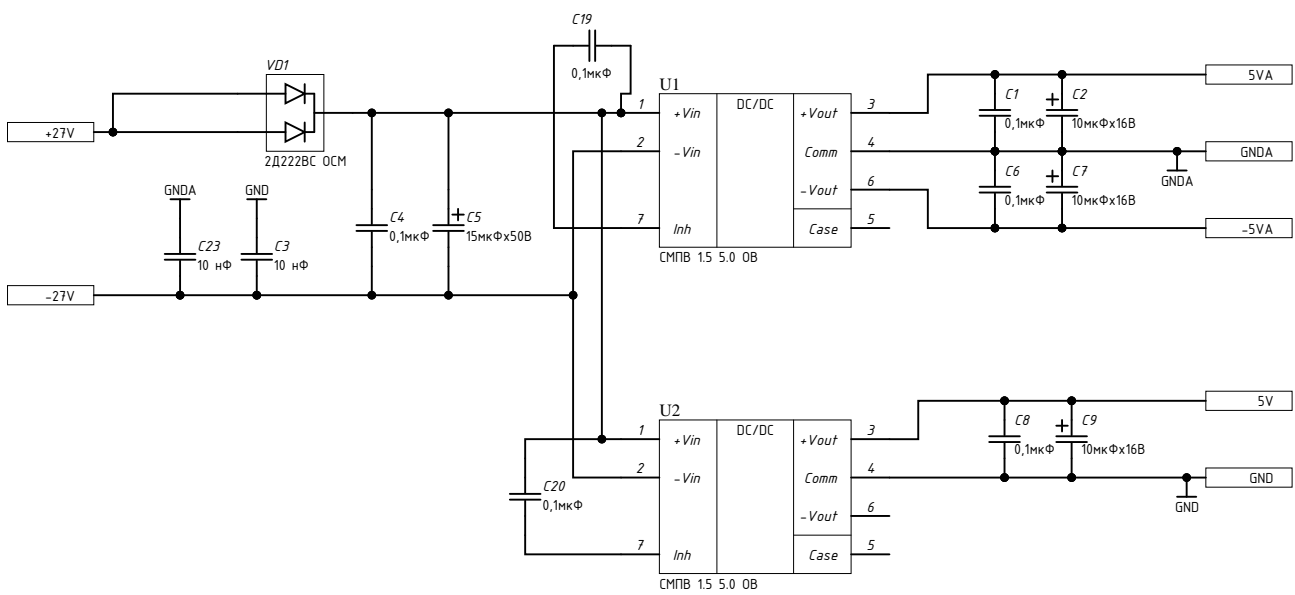 C19
0,1мкФ
VD1
2Д222ВС ОСМ
+27V
GNDA
GND
C23
10 нФ
C3
10 нФ
-27V
C4
0,1мкФ
C5
15мкФх50В
U1
DC/DC
1
+Vin
2
-Vin
7
Inh
+Vout
3
Comm
4
-Vout
6
Case
5
СМПВ 1.5 5.0 ОВ
C1
0,1мкФ
C2
10мкФх16В
C6
0,1мкФ
C7
10мкФх16В
5VA
GNDA
GNDA
-5VA
U2
DC/DC
1
+Vin
2
-Vin
7
Inh
+Vout
3
Comm
4
-Vout
6
Case
5
СМПВ 1.5 5.0 ОВ
C20
0,1мкФ
C8
0,1мкФ
C9
10мкФх16В
5V
GND
GND